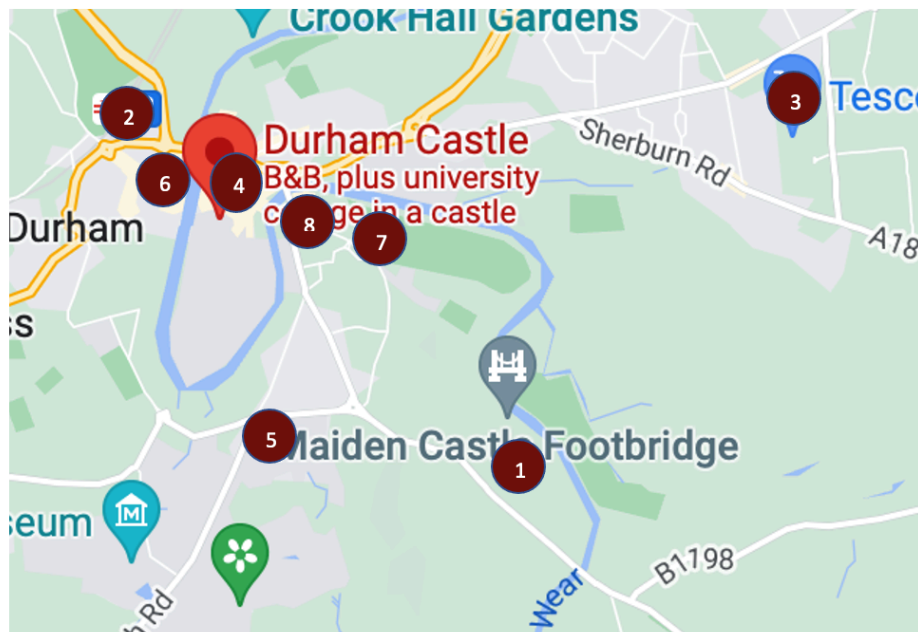 Crook Hall Gardens
2
3
Tesco
Durham Castle
B&B, plus university
in a castle
Sherburn Rd
6
4
8
7
Durham
A18
ss
5
Maiden Castle Footbridge
1
seum
M
B1198
Rd
Wear